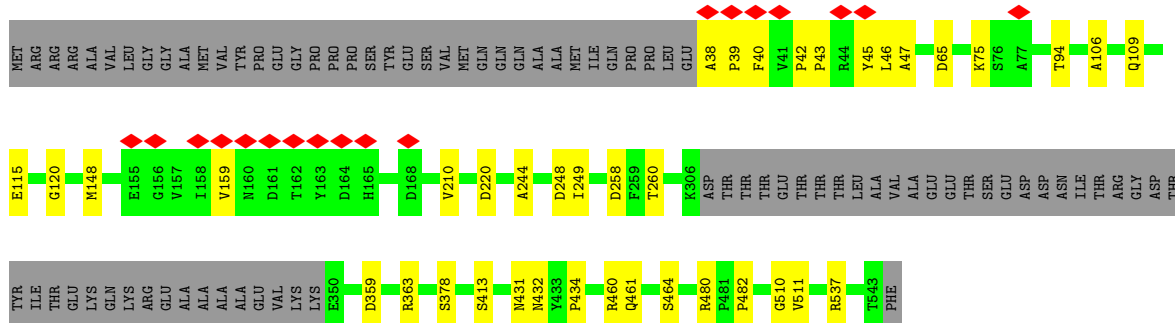 MET ARG ARG ARG ALA VAL LEU GLY GLY ALA MET VAL TYR PRO GLU GLY PRO PRO PRO SER TYR GLU SER VAL MET GLN GLN GLN ALA ALA MET ILE GLN PRO PRO LEU GLU A38 P39 F40 V41 P42 P43 R44 Y45 L46 A47 D65 K75 S76 A77 T94 A106 Q109
E115 G120 M148 E155 G156 V157 I158 V159 N160 D161 T162 Y163 D164 H165 D168 V210 D220 A244 D248 I249 D258 F259 T260 K306 ASP THR THR THR GLU THR THR THR LEU ALA VAL ALA GLU GLU THR SER GLU ASP ASP ASN ILE THR ARG GLY ASP THR
TYR ILE THR GLU LYS GLN LYS ARG GLU ALA ALA ALA ALA ALA GLU VAL LYS LYS E350 D359 R363 S378 S413 N431 N432 Y433 P434 R460 Q461 S464 R480 P481 P482 G510 V511 R537 T543 PHE